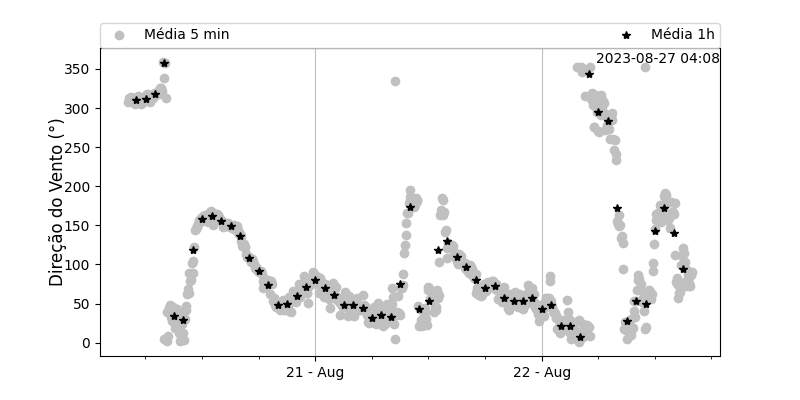 Média 5 min
Média 1h
2023-08-27 04:08
Direção do Vento (°)
350
300
250
200
150
100
50
0
21 - Aug
22 - Aug